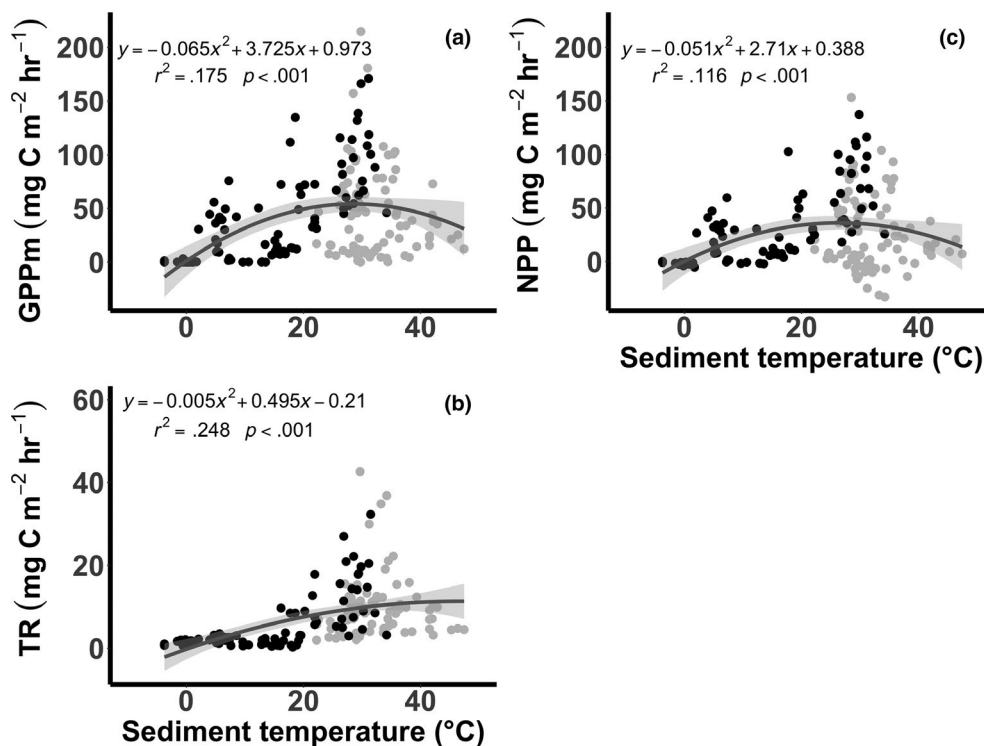 (a)
y = −0.065x² + 3.725x + 0.973
r² = .175 p < .001
GPPm (mg C m⁻² hr⁻¹)
200
150
100
50
0
0 20 40
(c)
y = −0.051x² + 2.71x + 0.388
r² = .116 p < .001
NPP (mg C m⁻² hr⁻¹)
200
150
100
50
0
0 20 40
Sediment temperature (°C)
(b)
y = −0.005x² + 0.495x − 0.21
r² = .248 p < .001
TR (mg C m⁻² hr⁻¹)
60
40
20
0
0 20 40
Sediment temperature (°C)